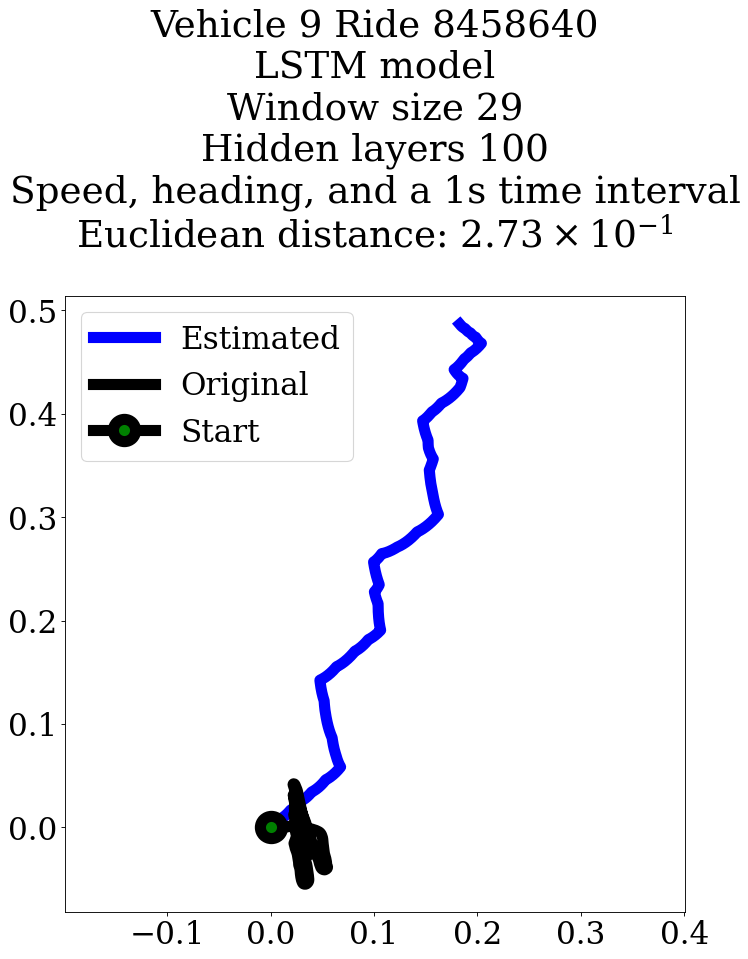 Vehicle 9 Ride 8458640
LSTM model
Window size 29
Hidden layers 100
Speed, heading, and a 1s time interval
Euclidean distance: 2.73 × 10⁻¹
Estimated
Original
Start
0.5
0.4
0.3
0.2
0.1
0.0
−0.1 0.0 0.1 0.2 0.3 0.4